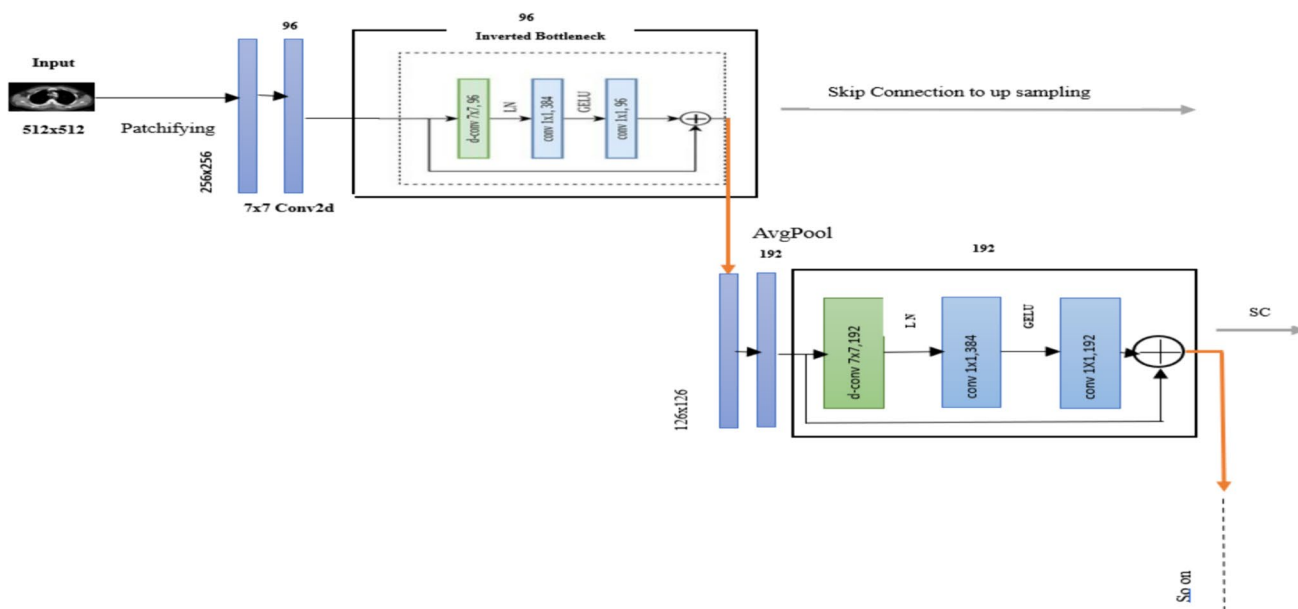 96
Inverted Bottleneck
96
Input
512x512
Patchifying
256x256
7x7 Conv2d
d-conv 7x7,96
LN
conv 1x1,384
GELU
conv 1x1,96
Skip Connection to up sampling
AvgPool
192
192
126x126
d-conv 7x7,192
LN
conv 1x1,384
GELU
conv 1X1,192
SC
So on